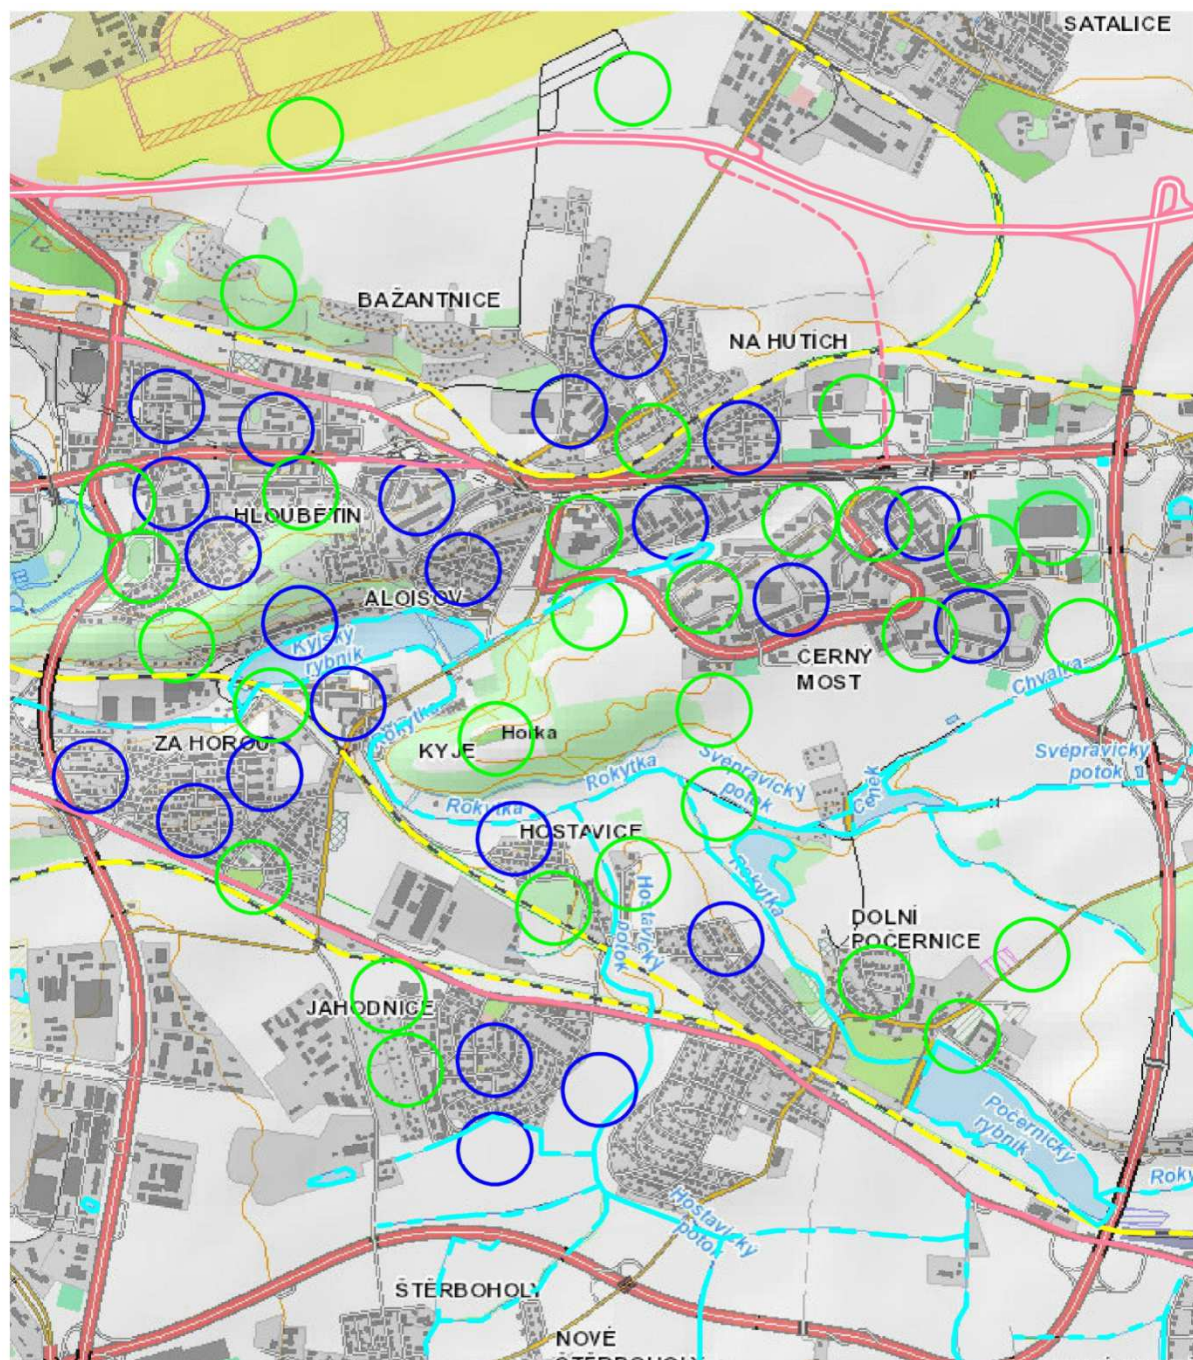 SATALICE
BAŽANTNICE
NA HUTÍCH
HLOUBĚTÍN
ALOISOV
Kyjský
rybník
ČERNÝ
MOST
Chvalka
ZA HOROU
Rokytka
KYJE
Horka
Rokytka
Svépravický
potok
Svépravický
potok
Čeněk
Rokytka
HOSTAVICE
Rokytka
Hostavický
potok
DOLNÍ
POČERNICE
JAHODNICE
Počernický
rybník
Hostavický
potok
ŠTĚRBOHOLY
NOVÉ
ŠTĚRBOHOLY